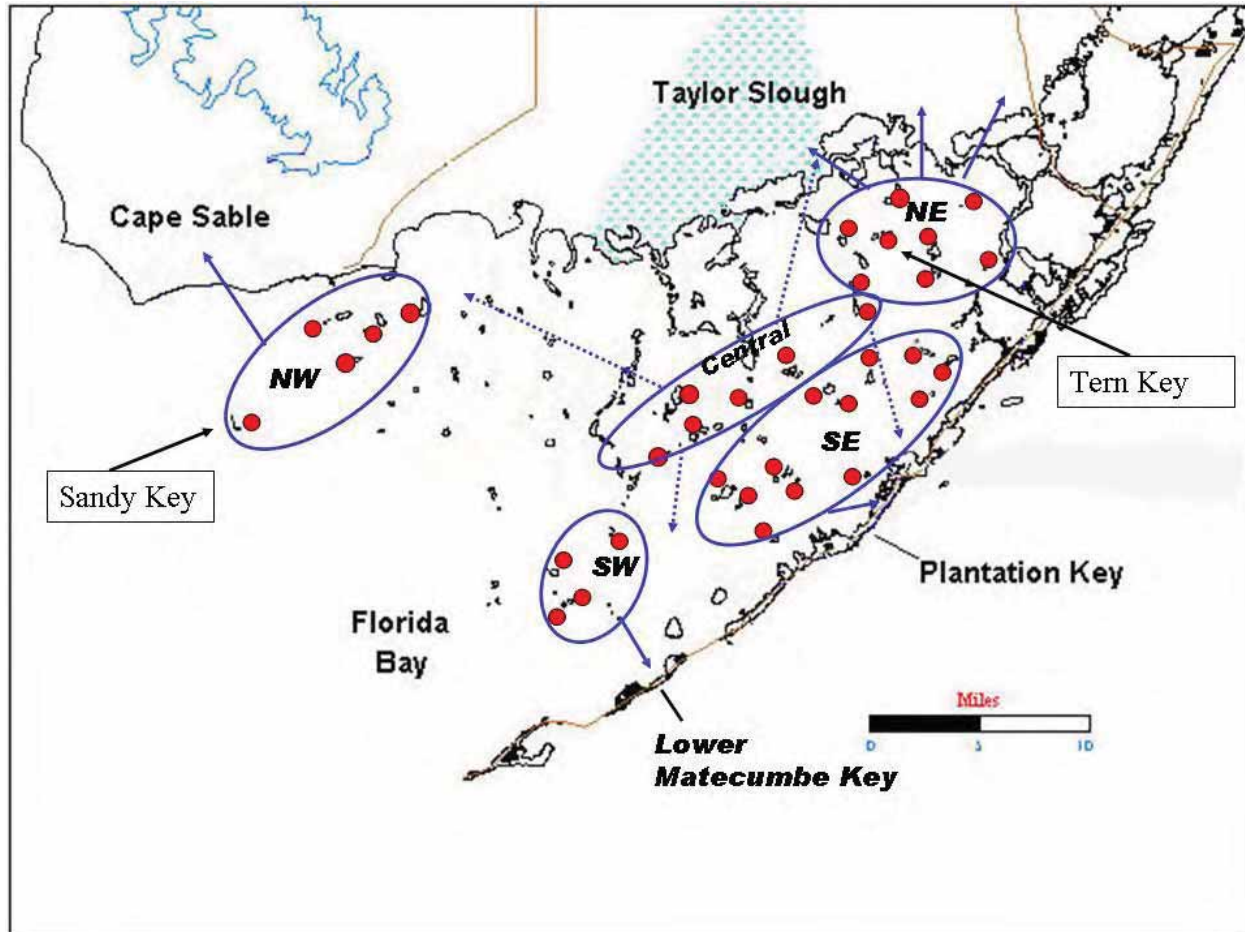 Taylor Slough
Cape Sable
NE
Central
Tern Key
NW
SE
Sandy Key
SW
Plantation Key
Florida
Bay
Miles
0 5 10
Lower
Matecumbe Key